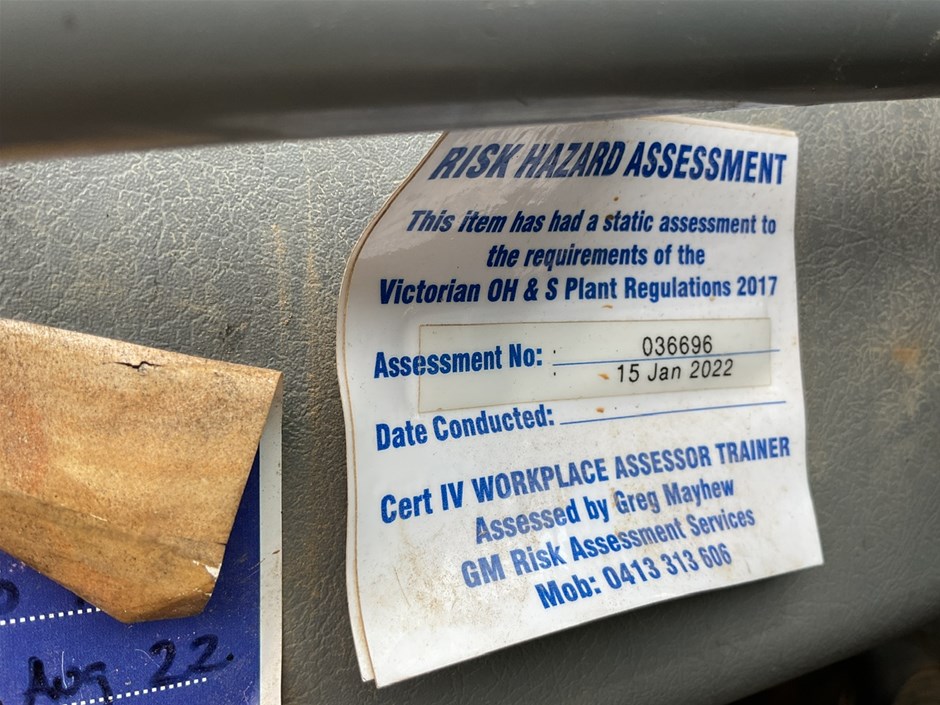 RISK HAZARD ASSESSMENT
This item has had a static assessment to
the requirements of the
Victorian OH & S Plant Regulations 2017
Assessment No: 036696
15 Jan 2022
Date Conducted:
Cert IV WORKPLACE ASSESSOR TRAINER
Assessed by Greg Mayhew
GM Risk Assessment Services
Mob: 0413 313 606
Aug 22.